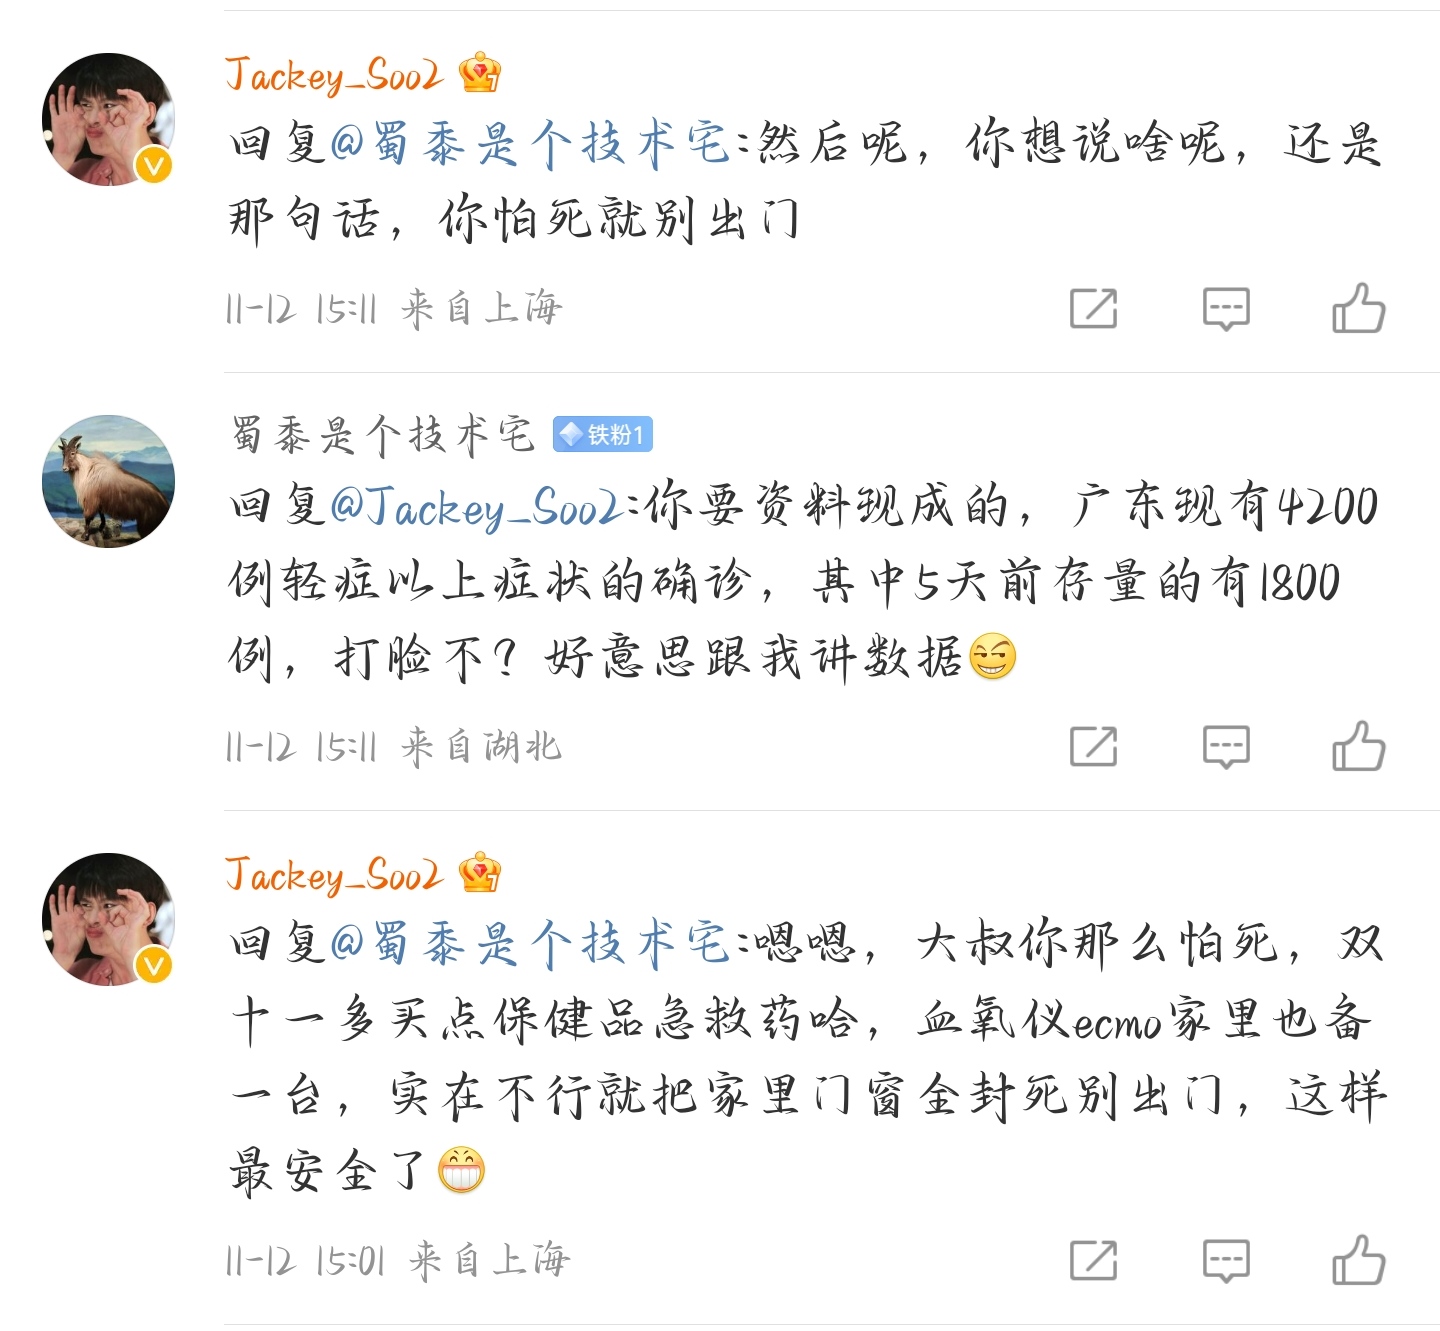 Jackey_Soo2
回复@蜀黍是个技术宅:然后呢，你想说啥呢，还是
那句话，你怕死就别出门
11-12 15:11 来自上海
蜀黍是个技术宅 铁粉1
回复@Jackey_Soo2:你要资料现成的，广东现有4200
例轻症以上症状的确诊，其中5天前存量的有1800
例，打脸不？好意思跟我讲数据
11-12 15:11 来自湖北
Jackey_Soo2
回复@蜀黍是个技术宅:嗯嗯，大叔你那么怕死，双
十一多买点保健品急救药哈，血氧仪ecmo家里也备
一台，实在不行就把家里门窗全封死别出门，这样
最安全了
11-12 15:01 来自上海